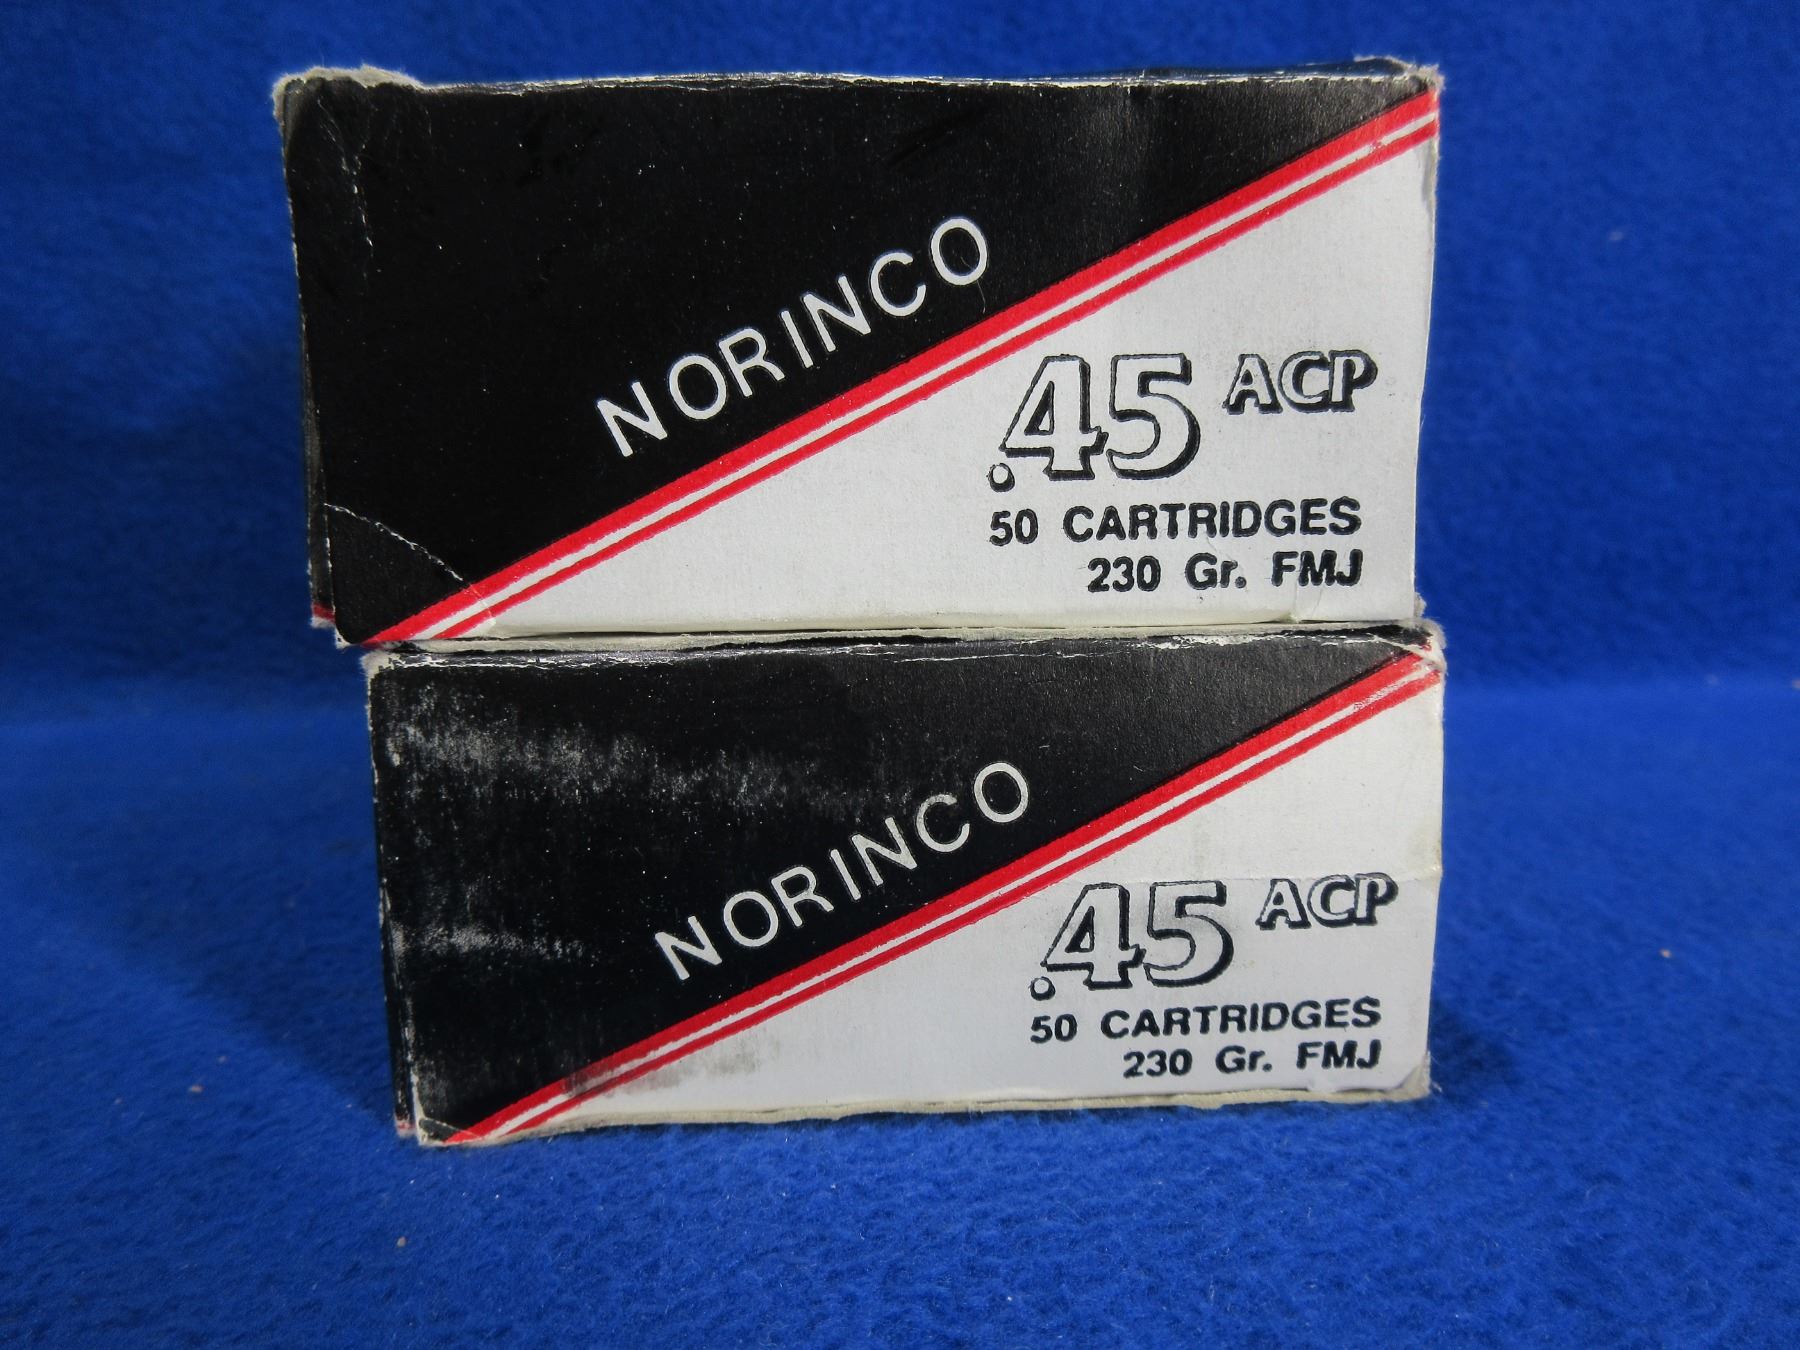 NORINCO
.45 ACP
50 CARTRIDGES
230 Gr. FMJ
NORINCO
.45 ACP
50 CARTRIDGES
230 Gr. FMJ